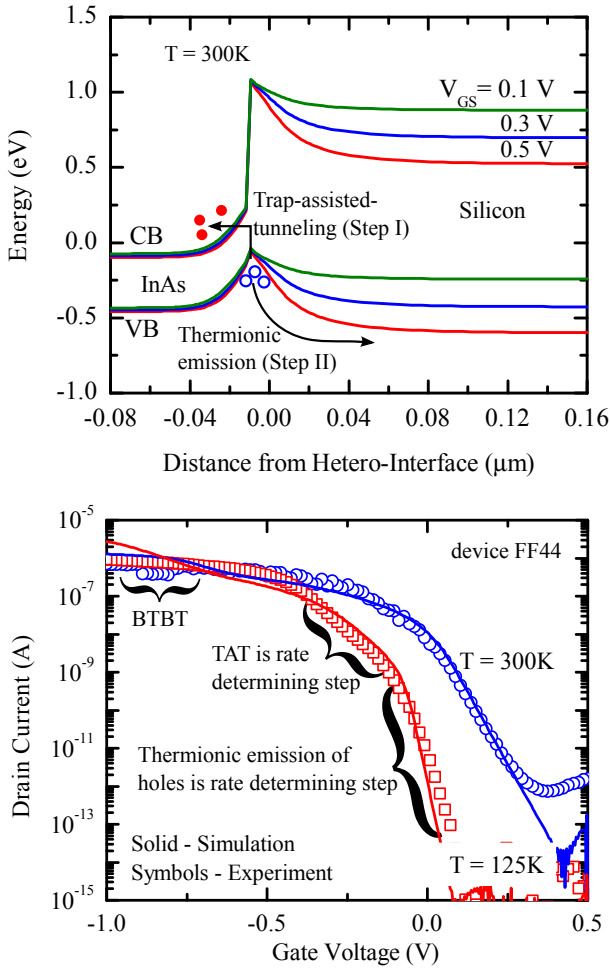 T = 300K
V_GS = 0.1 V
0.3 V
0.5 V
Trap-assisted-
tunneling (Step I)
Silicon
CB
InAs
VB
Thermionic
emission (Step II)
Energy (eV)
1.5
1.0
0.5
0.0
-0.5
-1.0
-0.08 -0.04 0.00 0.04 0.08 0.12 0.16
Distance from Hetero-Interface (μm)
device FF44
BTBT
TAT is rate
determining step
T = 300K
Thermionic emission of
holes is rate determining step
Solid - Simulation
Symbols - Experiment
T = 125K
Drain Current (A)
10^-5
10^-7
10^-9
10^-11
10^-13
10^-15
-1.0 -0.5 0.0 0.5
Gate Voltage (V)